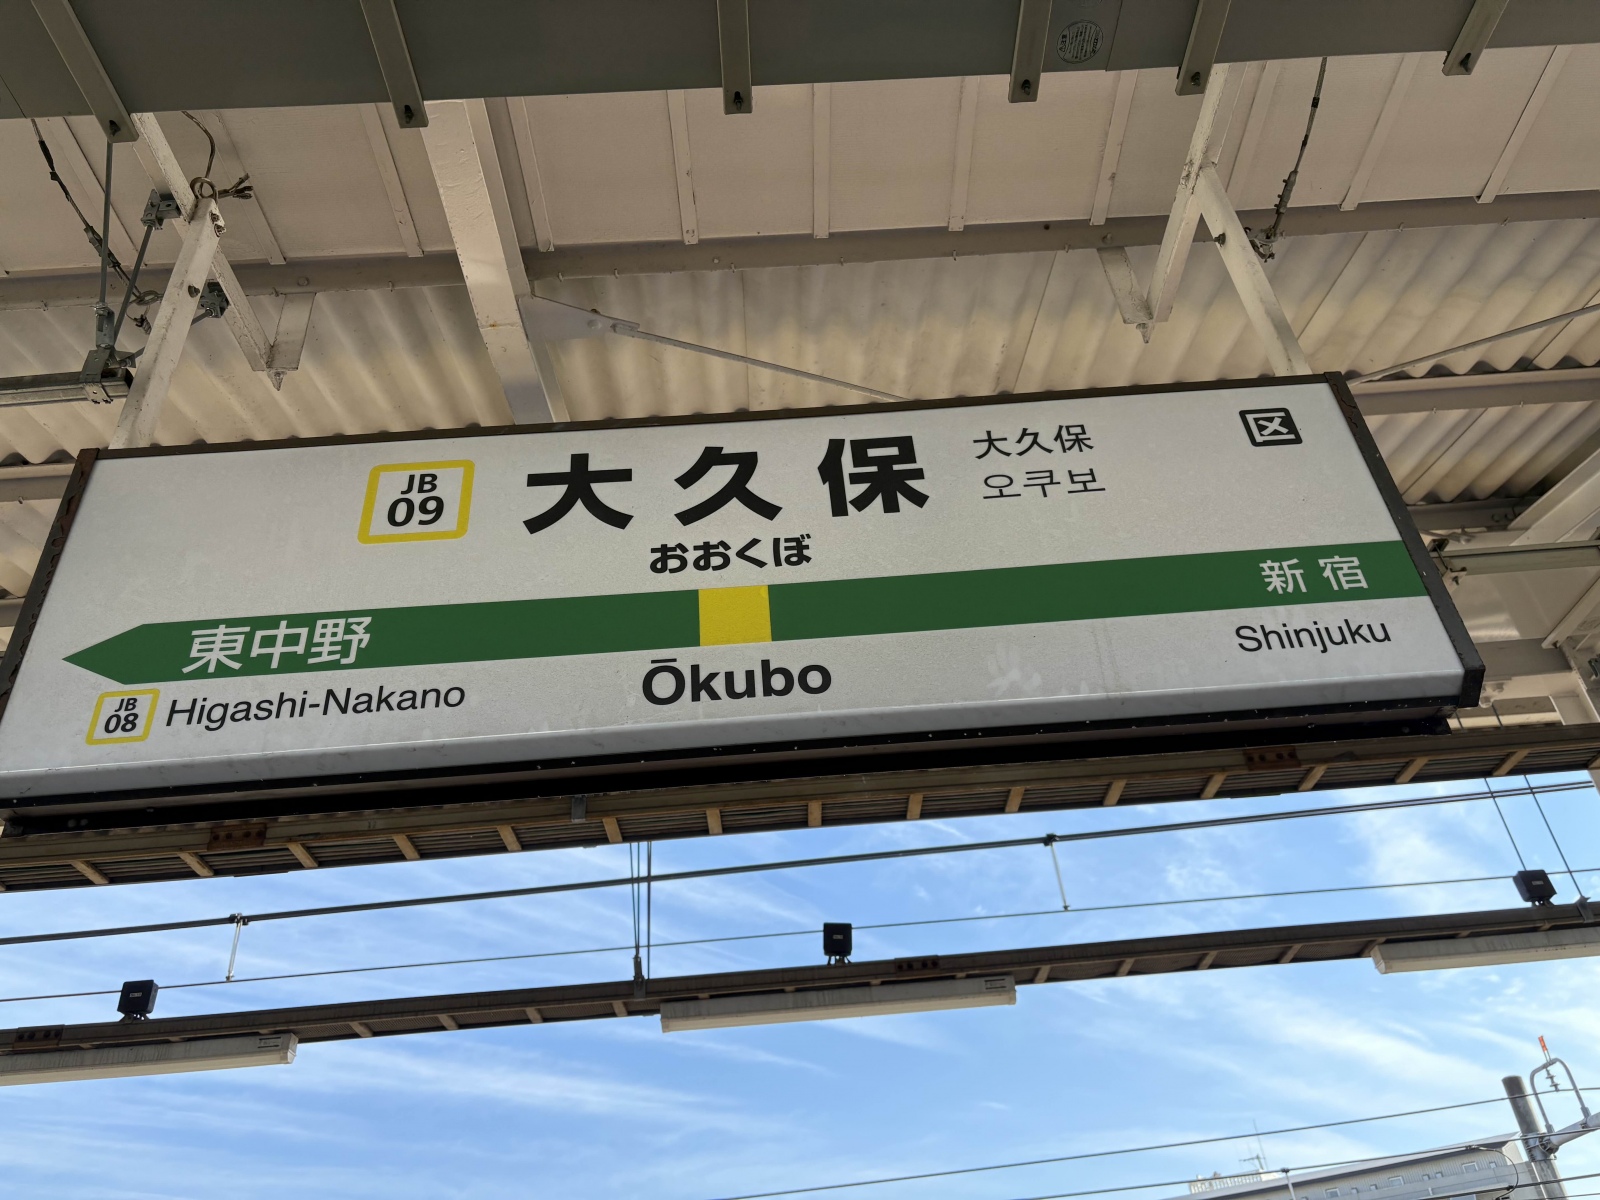 JB
09
大久保
大久保
오쿠보
区
おおくぼ
東中野
新宿
JB
08
Higashi-Nakano
Ōkubo
Shinjuku